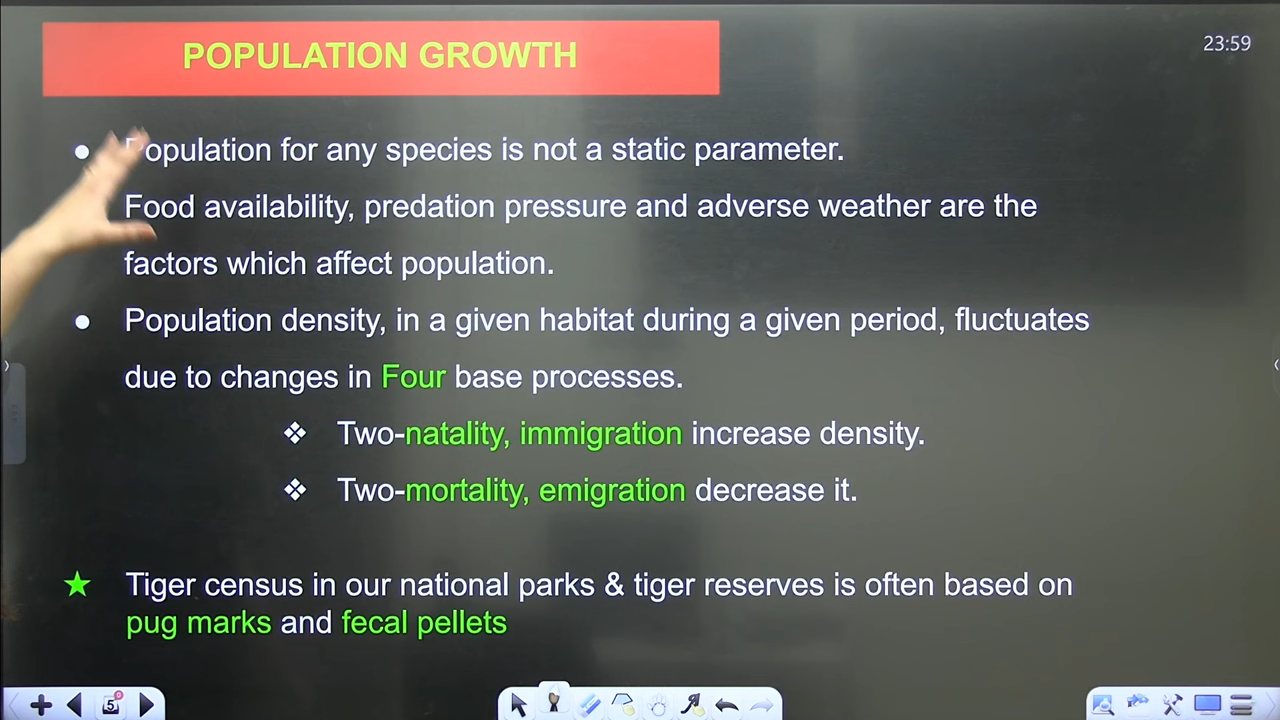 POPULATION GROWTH
23:59
● Population for any species is not a static parameter.
Food availability, predation pressure and adverse weather are the
factors which affect population.
● Population density, in a given habitat during a given period, fluctuates
due to changes in Four base processes.
❖ Two-natality, immigration increase density.
❖ Two-mortality, emigration decrease it.
★ Tiger census in our national parks & tiger reserves is often based on
pug marks and fecal pellets
5
0